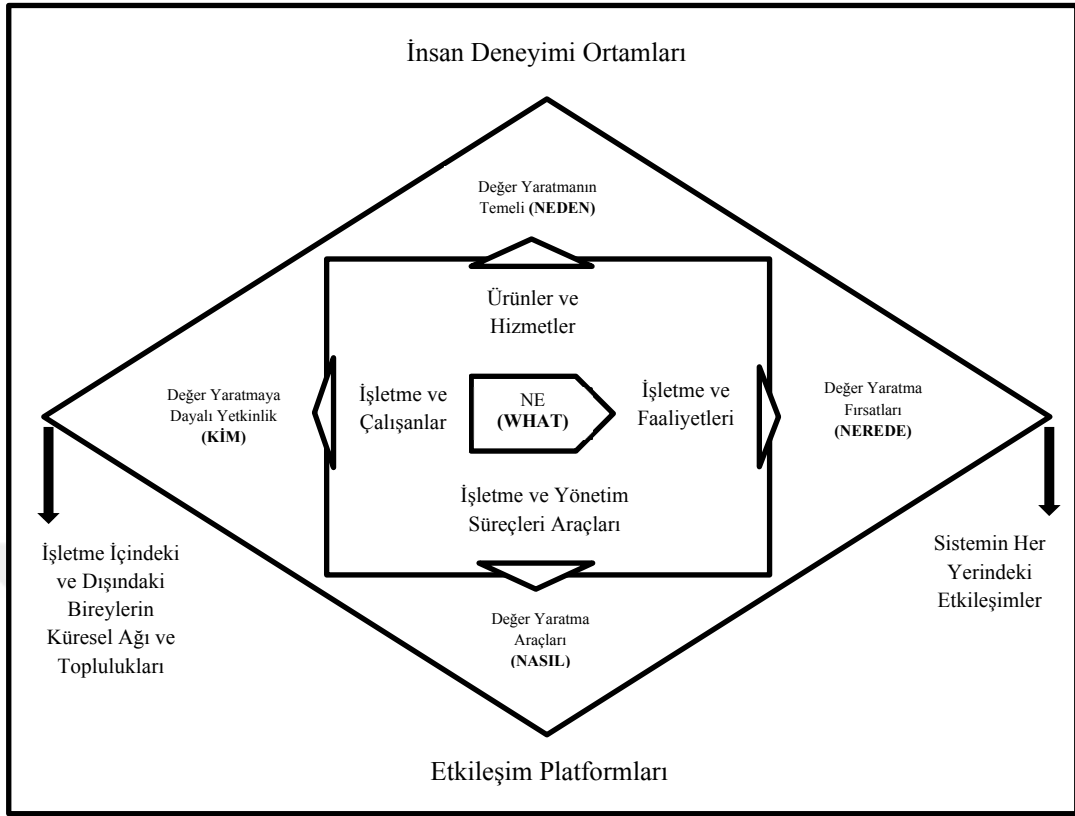 İnsan Deneyimi Ortamları
Değer Yaratmanın
Temeli (NEDEN)
Ürünler ve
Hizmetler
Değer Yaratmaya
Dayalı Yetkinlik
(KİM)
İşletme ve
Çalışanlar
NE
(WHAT)
İşletme ve
Faaliyetleri
Değer Yaratma
Fırsatları
(NEREDE)
İşletme ve Yönetim
Süreçleri Araçları
İşletme İçindeki
ve Dışındaki
Bireylerin
Küresel Ağı ve
Toplulukları
Sistemin Her
Yerindeki
Etkileşimler
Değer Yaratma
Araçları
(NASIL)
Etkileşim Platformları